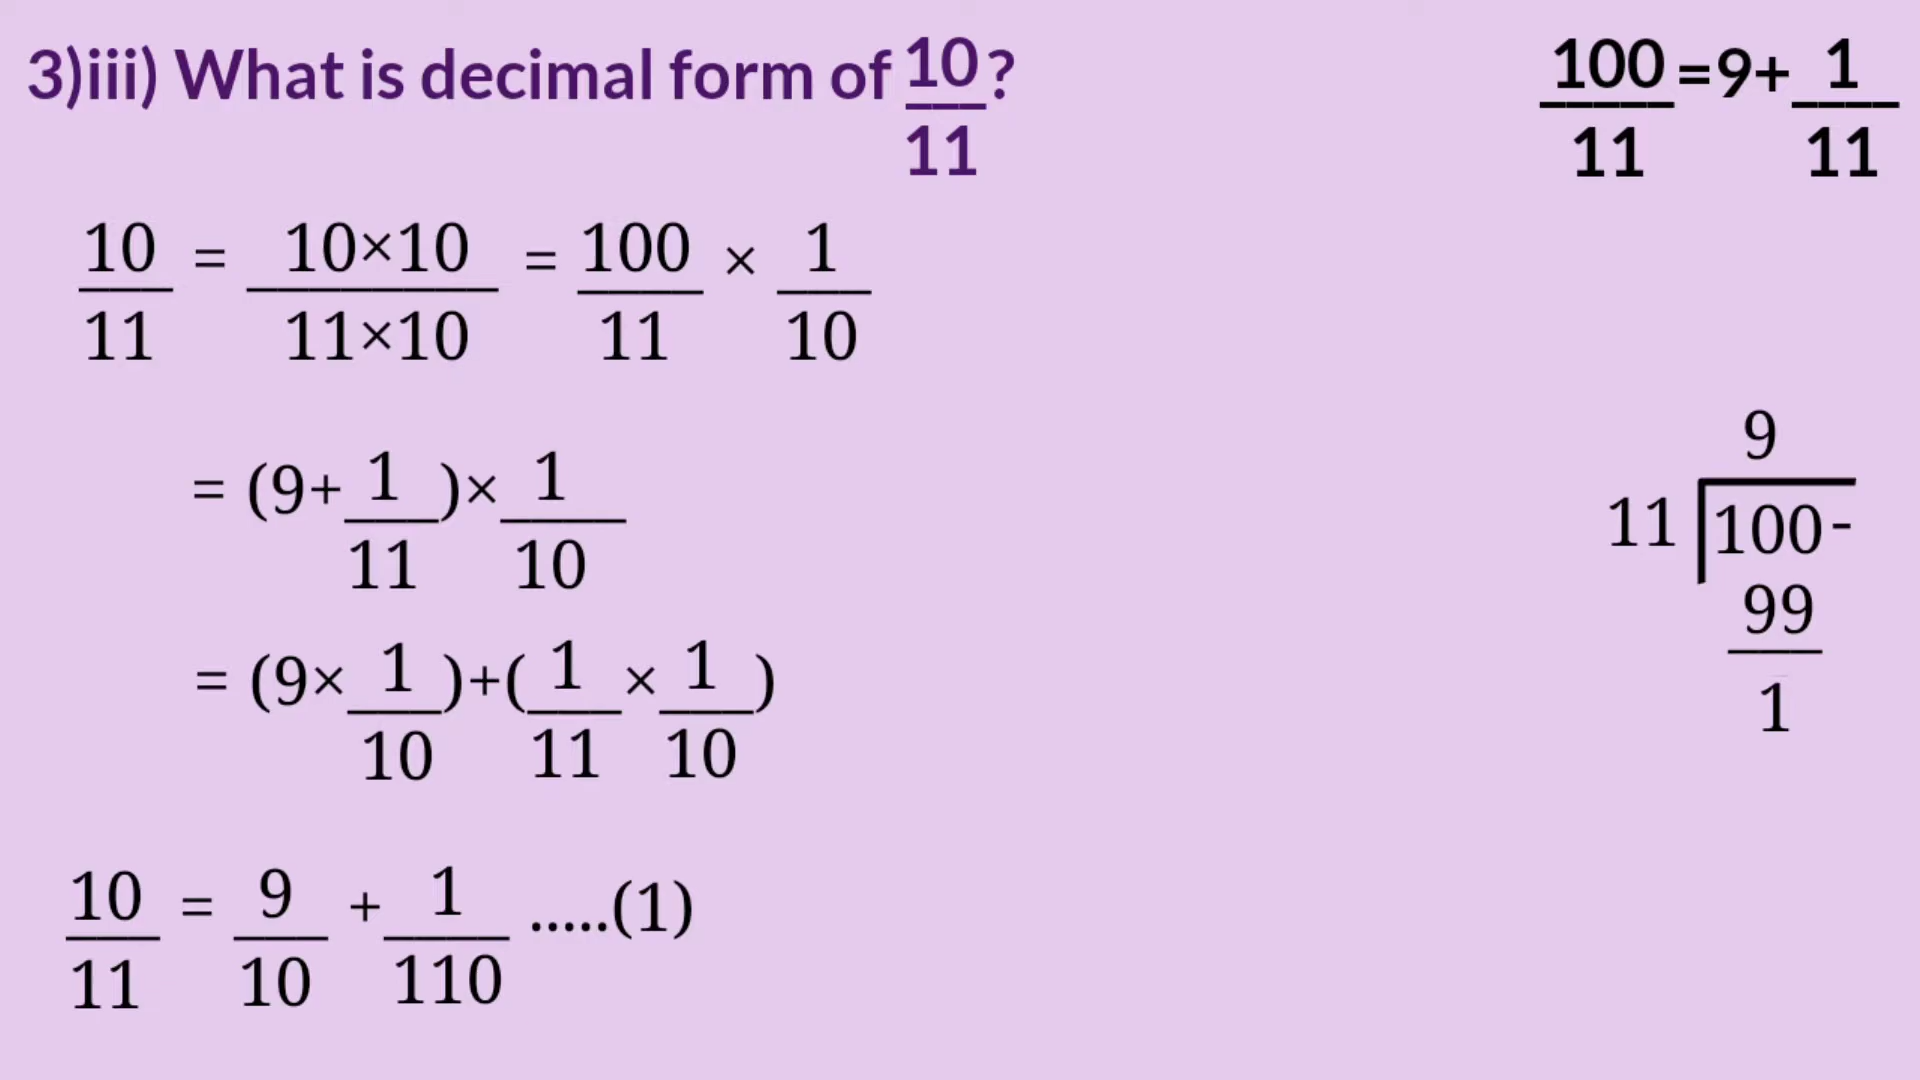 3)iii) What is decimal form of 10/11?
100/11=9+1/11
10/11 = 10×10/11×10 = 100/11 × 1/10
= (9+1/11)×1/10
= (9×1/10)+(1/11×1/10)
10/11 = 9/10 +1/110 .....(1)
9
11 100-
99
1